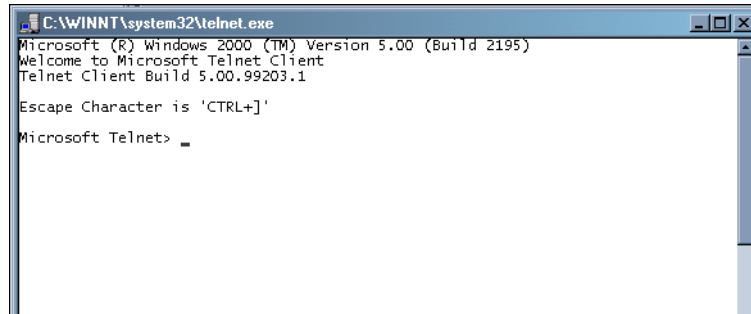 C:\WINNT\system32\telnet.exe
Microsoft (R) Windows 2000 (TM) Version 5.00 (Build 2195)
Welcome to Microsoft Telnet Client
Telnet Client Build 5.00.99203.1
Escape Character is 'CTRL+]'
Microsoft Telnet> _